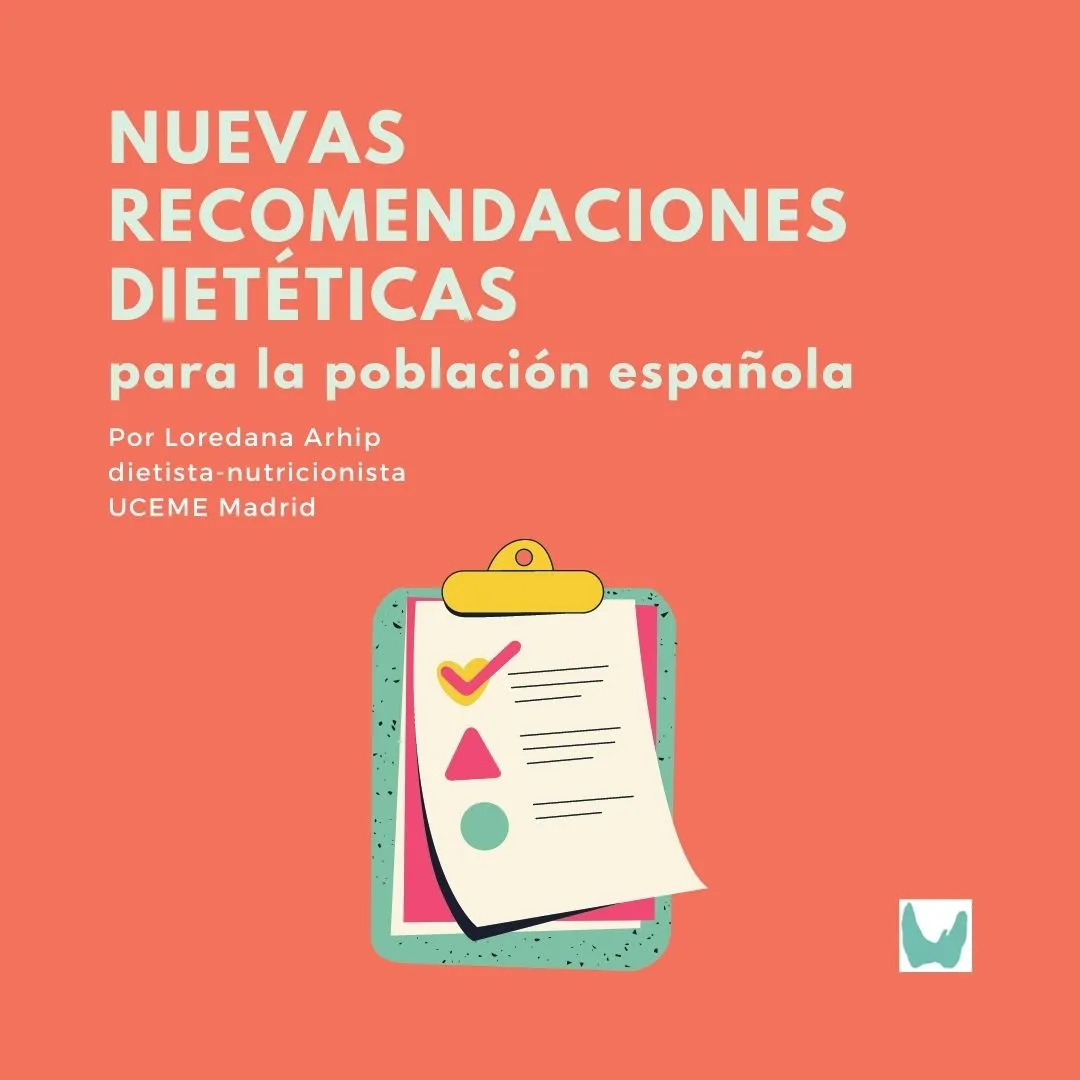 NUEVAS
RECOMENDACIONES
DIETÉTICAS
para la población española
Por Loredana Arhip
dietista-nutricionista
UCEME Madrid